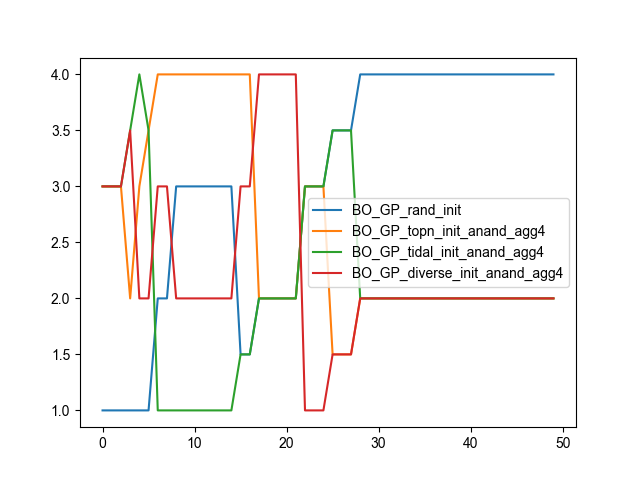 4.0
3.5
3.0
2.5
2.0
1.5
1.0
BO_GP_rand_init
BO_GP_topn_init_anand_agg4
BO_GP_tidal_init_anand_agg4
BO_GP_diverse_init_anand_agg4
0 10 20 30 40 50